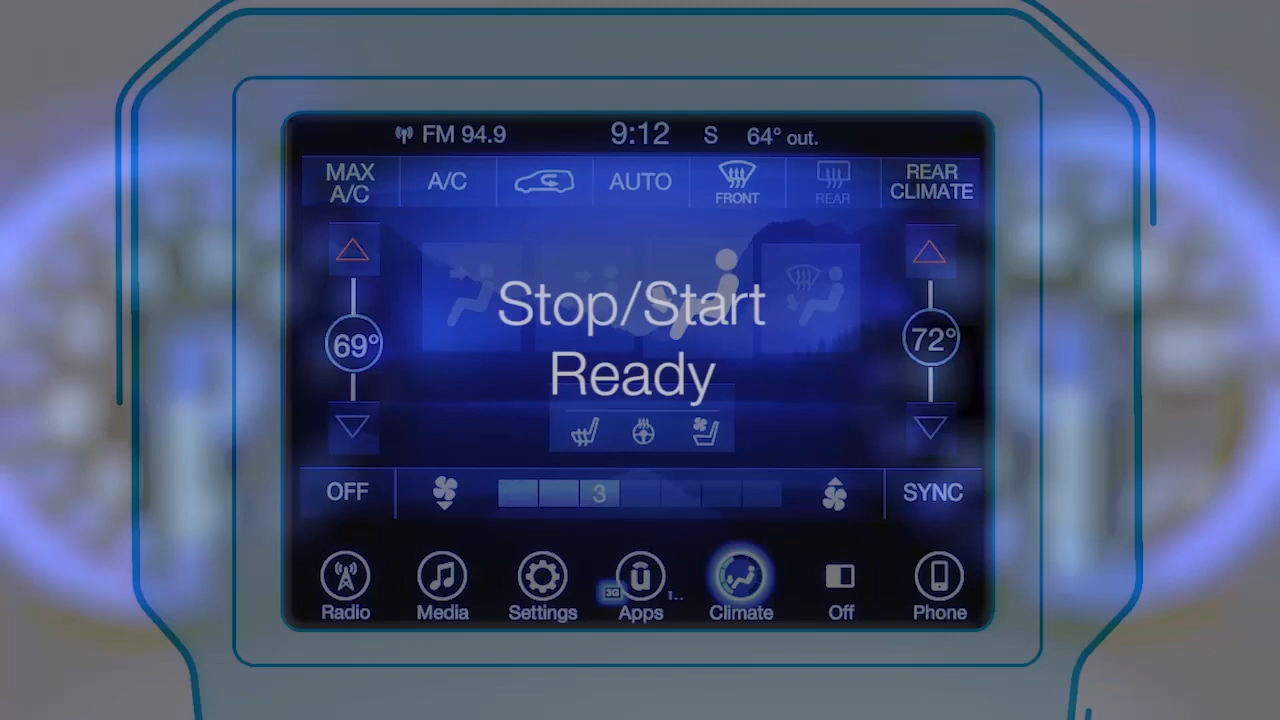 FM 94.9 9:12 S 64° out.
MAX A/C A/C AUTO FRONT REAR REAR CLIMATE
Stop/Start
69° 72°
Ready
OFF 3 SYNC
3G
Radio Media Settings Apps Climate Off Phone